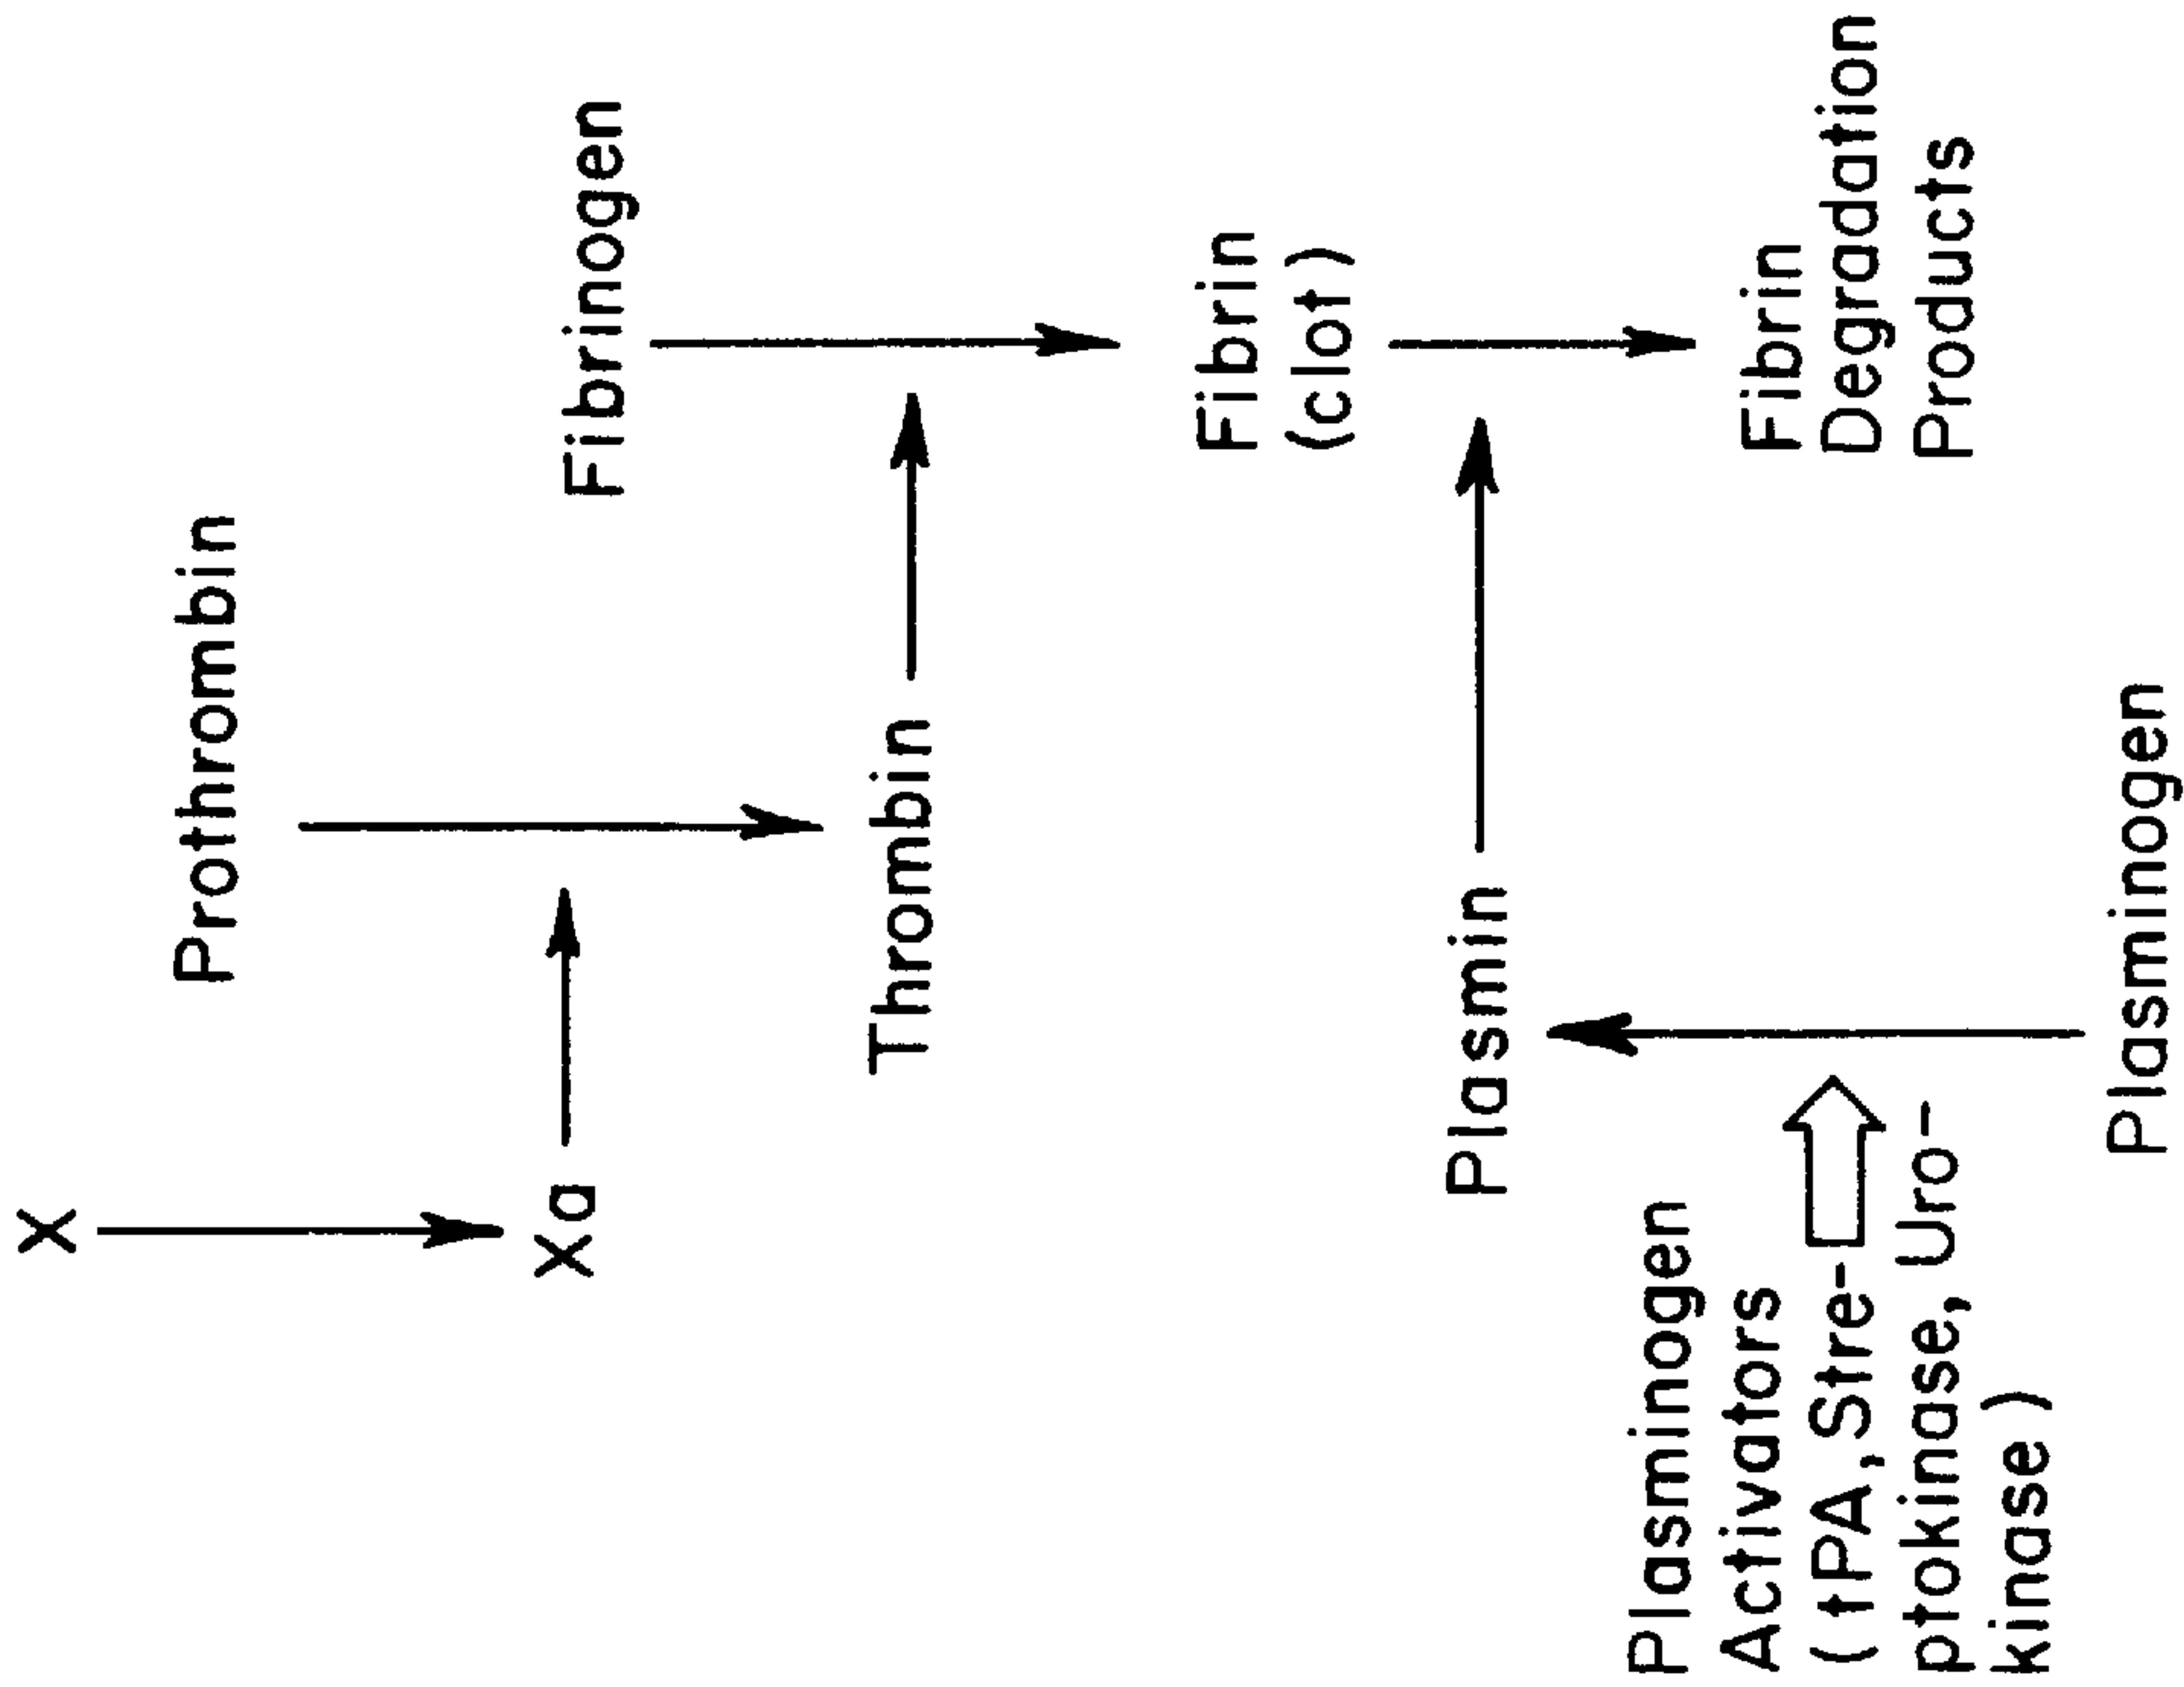 X
Prothrombin
Xa
Fibrinogen
Thrombin
Fibrin
(clot)
Plasmin
Plasminogen
Activators
(tPA,Stre-
ptokinase, Uro-
kinase)
Fibrin
Degradation
Products
Plasminogen